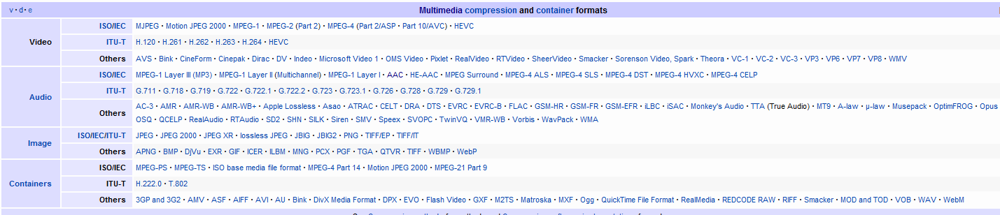 v · d · e Multimedia compression and container formats
ISO/IEC MJPEG · Motion JPEG 2000 · MPEG-1 · MPEG-2 (Part 2) · MPEG-4 (Part 2/ASP · Part 10/AVC) · HEVC
Video ITU-T H.120 · H.261 · H.262 · H.263 · H.264 · HEVC
Others AVS · Bink · CineForm · Cinepak · Dirac · DV · Indeo · Microsoft Video 1 · OMS Video · Pixlet · RealVideo · RTVideo · SheerVideo · Smacker · Sorenson Video, Spark · Theora · VC-1 · VC-2 · VC-3 · VP3 · VP6 · VP7 · VP8 · WMV
ISO/IEC MPEG-1 Layer III (MP3) · MPEG-1 Layer II (Multichannel) · MPEG-1 Layer I · AAC · HE-AAC · MPEG Surround · MPEG-4 ALS · MPEG-4 SLS · MPEG-4 DST · MPEG-4 HVXC · MPEG-4 CELP
Audio ITU-T G.711 · G.718 · G.719 · G.722 · G.722.1 · G.722.2 · G.723 · G.723.1 · G.726 · G.728 · G.729 · G.729.1
Others AC-3 · AMR · AMR-WB · AMR-WB+ · Apple Lossless · Asao · ATRAC · CELT · DRA · DTS · EVRC · EVRC-B · FLAC · GSM-HR · GSM-FR · GSM-EFR · iLBC · iSAC · Monkey's Audio · TTA (True Audio) · MT9 · A-law · μ-law · Musepack · OptimFROG · Opus
OSQ · QCELP · RealAudio · RTAudio · SD2 · SHN · SILK · Siren · SMV · Speex · SVOPC · TwinVQ · VMR-WB · Vorbis · WavPack · WMA
Image ISO/IEC/ITU-T JPEG · JPEG 2000 · JPEG XR · lossless JPEG · JBIG · JBIG2 · PNG · TIFF/EP · TIFF/IT
Others APNG · BMP · DjVu · EXR · GIF · ICER · ILBM · MNG · PCX · PGF · TGA · QTVR · TIFF · WBMP · WebP
ISO/IEC MPEG-PS · MPEG-TS · ISO base media file format · MPEG-4 Part 14 · Motion JPEG 2000 · MPEG-21 Part 9
Containers ITU-T H.222.0 · T.802
Others 3GP and 3G2 · AMV · ASF · AIFF · AVI · AU · Bink · DivX Media Format · DPX · EVO · Flash Video · GXF · M2TS · Matroska · MXF · Ogg · QuickTime File Format · RealMedia · REDCODE RAW · RIFF · Smacker · MOD and TOD · VOB · WAV · WebM